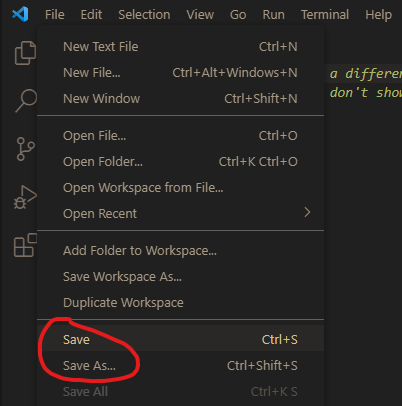 File Edit Selection View Go Run Terminal Help
New Text File Ctrl+N
New File... Ctrl+Alt+Windows+N
New Window Ctrl+Shift+N
a differen
don't show
Open File... Ctrl+O
Open Folder... Ctrl+K Ctrl+O
Open Workspace from File...
Open Recent
Add Folder to Workspace...
Save Workspace As...
Duplicate Workspace
Save Ctrl+S
Save As... Ctrl+Shift+S
Save All Ctrl+K S